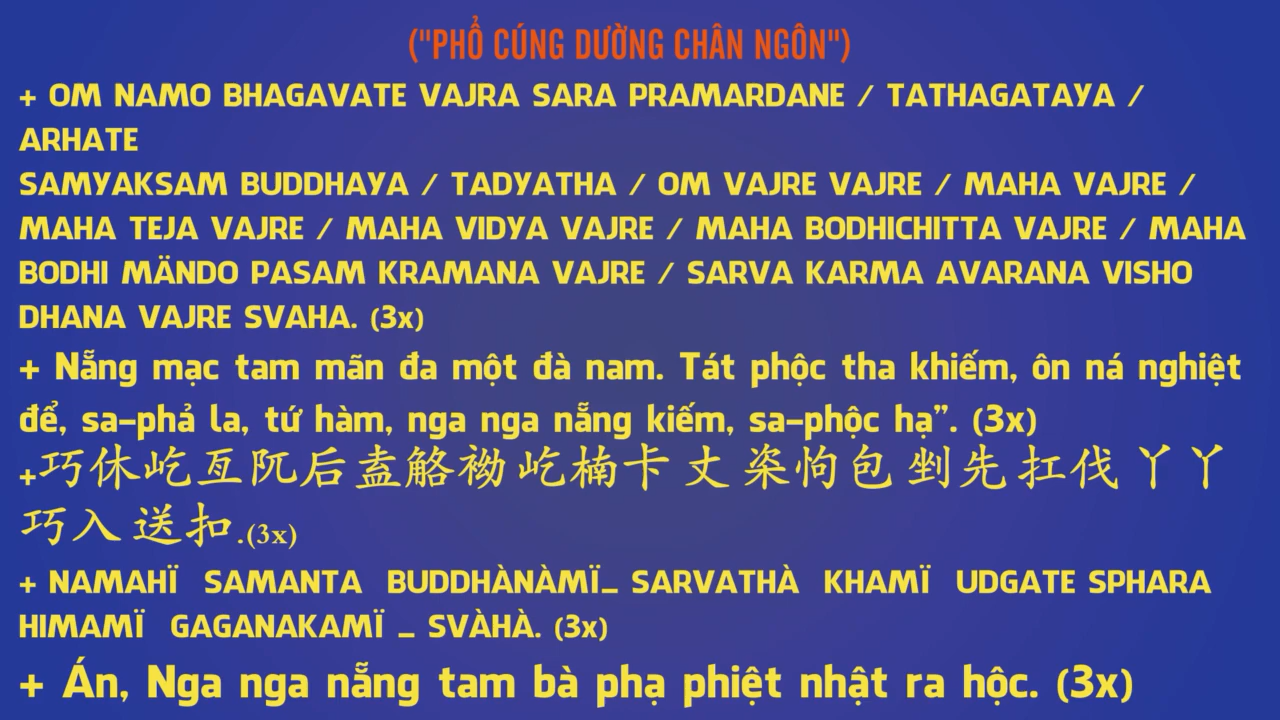 ("PHỔ CÚNG DƯỜNG CHÂN NGÔN")
+ OM NAMO BHAGAVATE VAJRA SARA PRAMARDANE / TATHAGATAYA /
ARHATE
SAMYAKSAM BUDDHAYA / TADYATHA / OM VAJRE VAJRE / MAHA VAJRE /
MAHA TEJA VAJRE / MAHA VIDYA VAJRE / MAHA BODHICHITTA VAJRE / MAHA
BODHI MÄNDO PASAM KRAMANA VAJRE / SARVA KARMA AVARANA VISHO
DHANA VAJRE SVAHA. (3x)
+ Nẵng mạc tam mãn đa một đà nam. Tát phộc tha khiếm, ôn ná nghiệt
để, sa-phả la, tứ hàm, nga nga nẵng kiếm, sa-phộc hạ”. (3x)
+巧休屹亙阢后盍觡袎屹楠卡丈桼怐包剉先扛伐丫丫
巧入送扣.(3x)
+ NAMAHÏ SAMANTA BUDDHÀNÀMÏ_ SARVATHÀ KHAMÏ UDGATE SPHARA
HIMAMÏ GAGANAKAMÏ _ SVÀHÀ. (3x)
+ Án, Nga nga nẵng tam bà phạ phiệt nhật ra hộc. (3x)